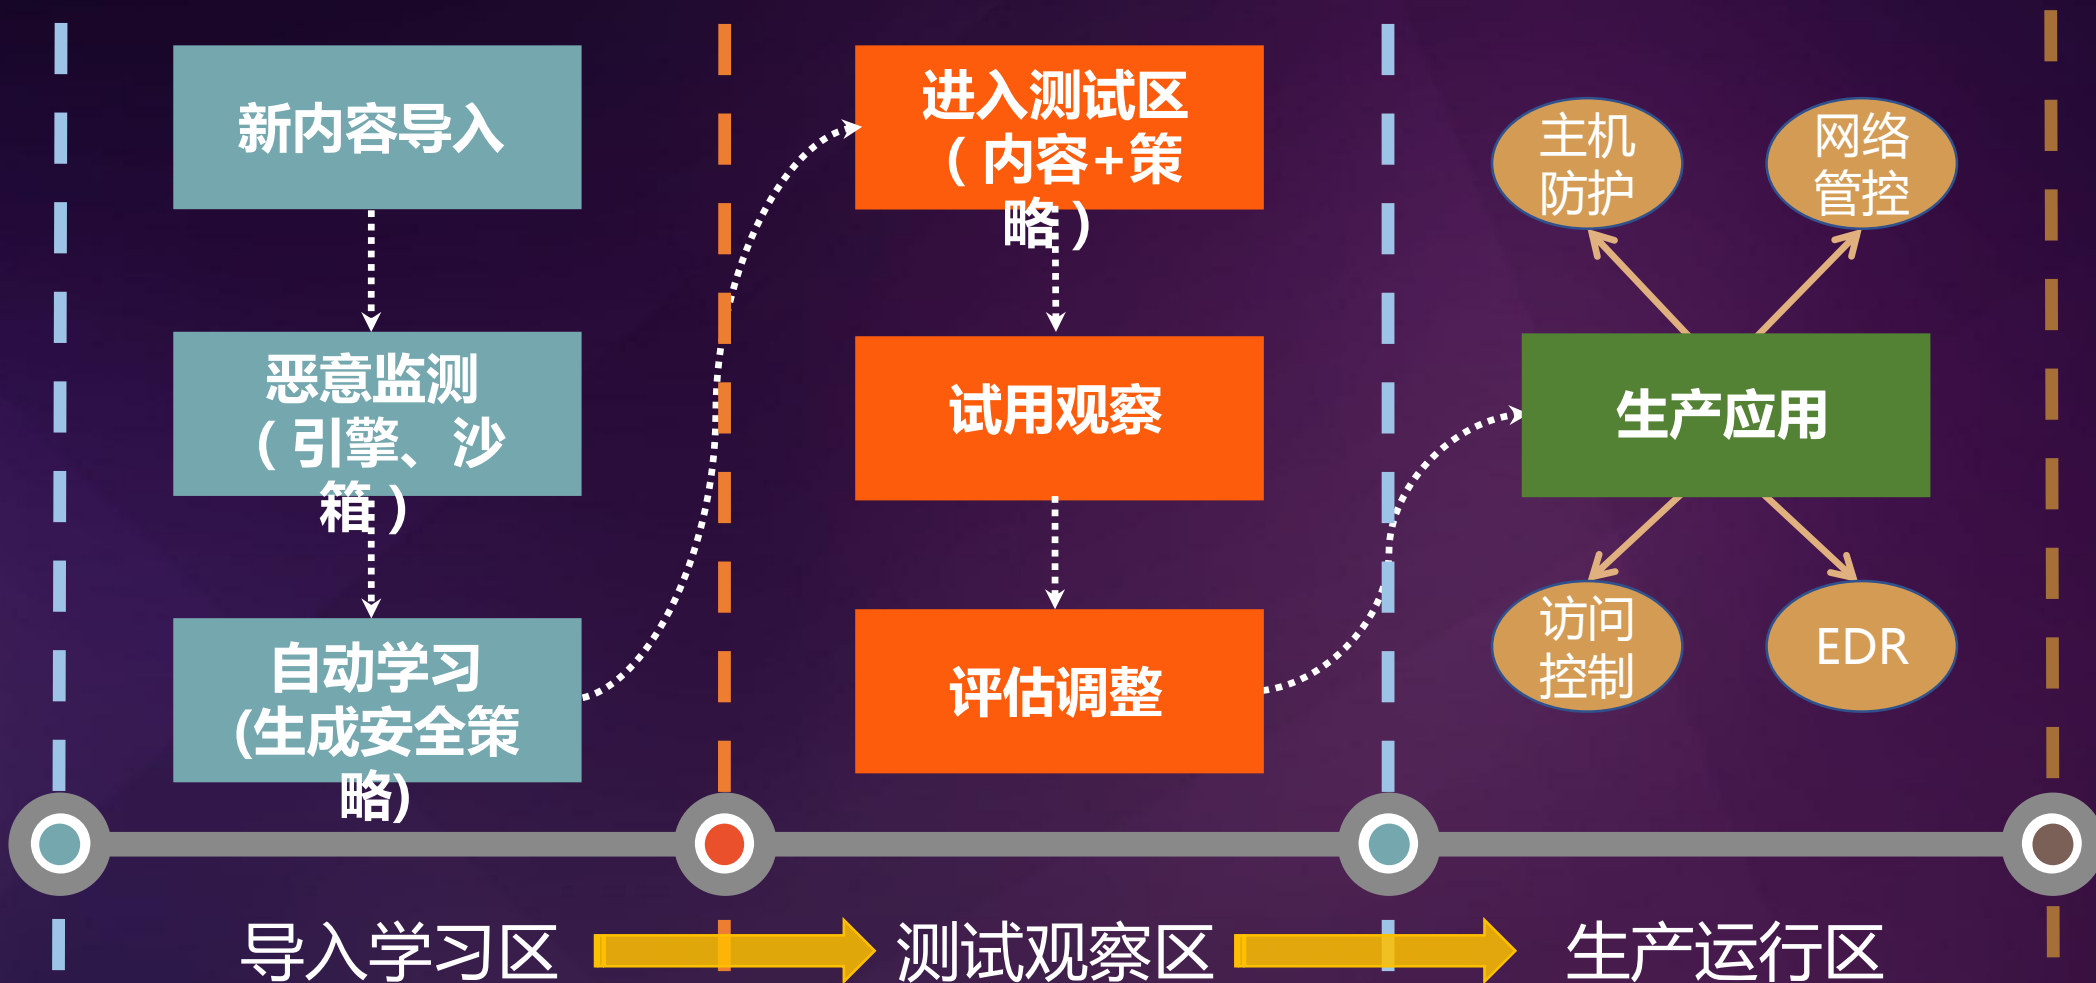 新内容导入
恶意监测
（引擎、沙
箱）
自动学习
(生成安全策
略)
进入测试区
（内容+策
略）
试用观察
评估调整
主机
防护
网络
管控
生产应用
访问
控制
EDR
导入学习区
测试观察区
生产运行区